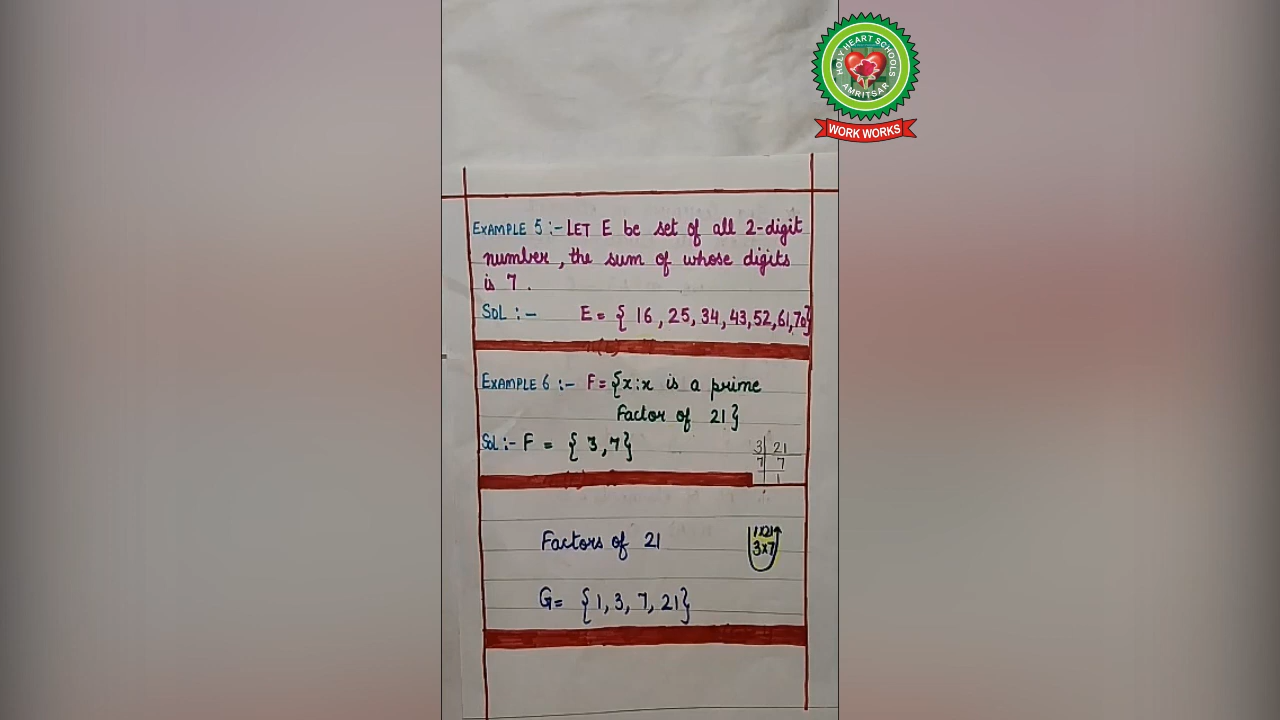 HOLY HEART SCHOOLS
AMRITSAR
WORK WORKS
EXAMPLE 5 :- LET E be set of all 2-digit
number, the sum of whose digits
is 7.
SOL :- E = { 16, 25, 34, 43, 52, 61, 70}
EXAMPLE 6 :- F = {x : x is a prime
Factor of 21}
Sol :- F = { 3, 7}
3 21
7 7
1
Factors of 21
1x21
3x7
G = {1, 3, 7, 21}